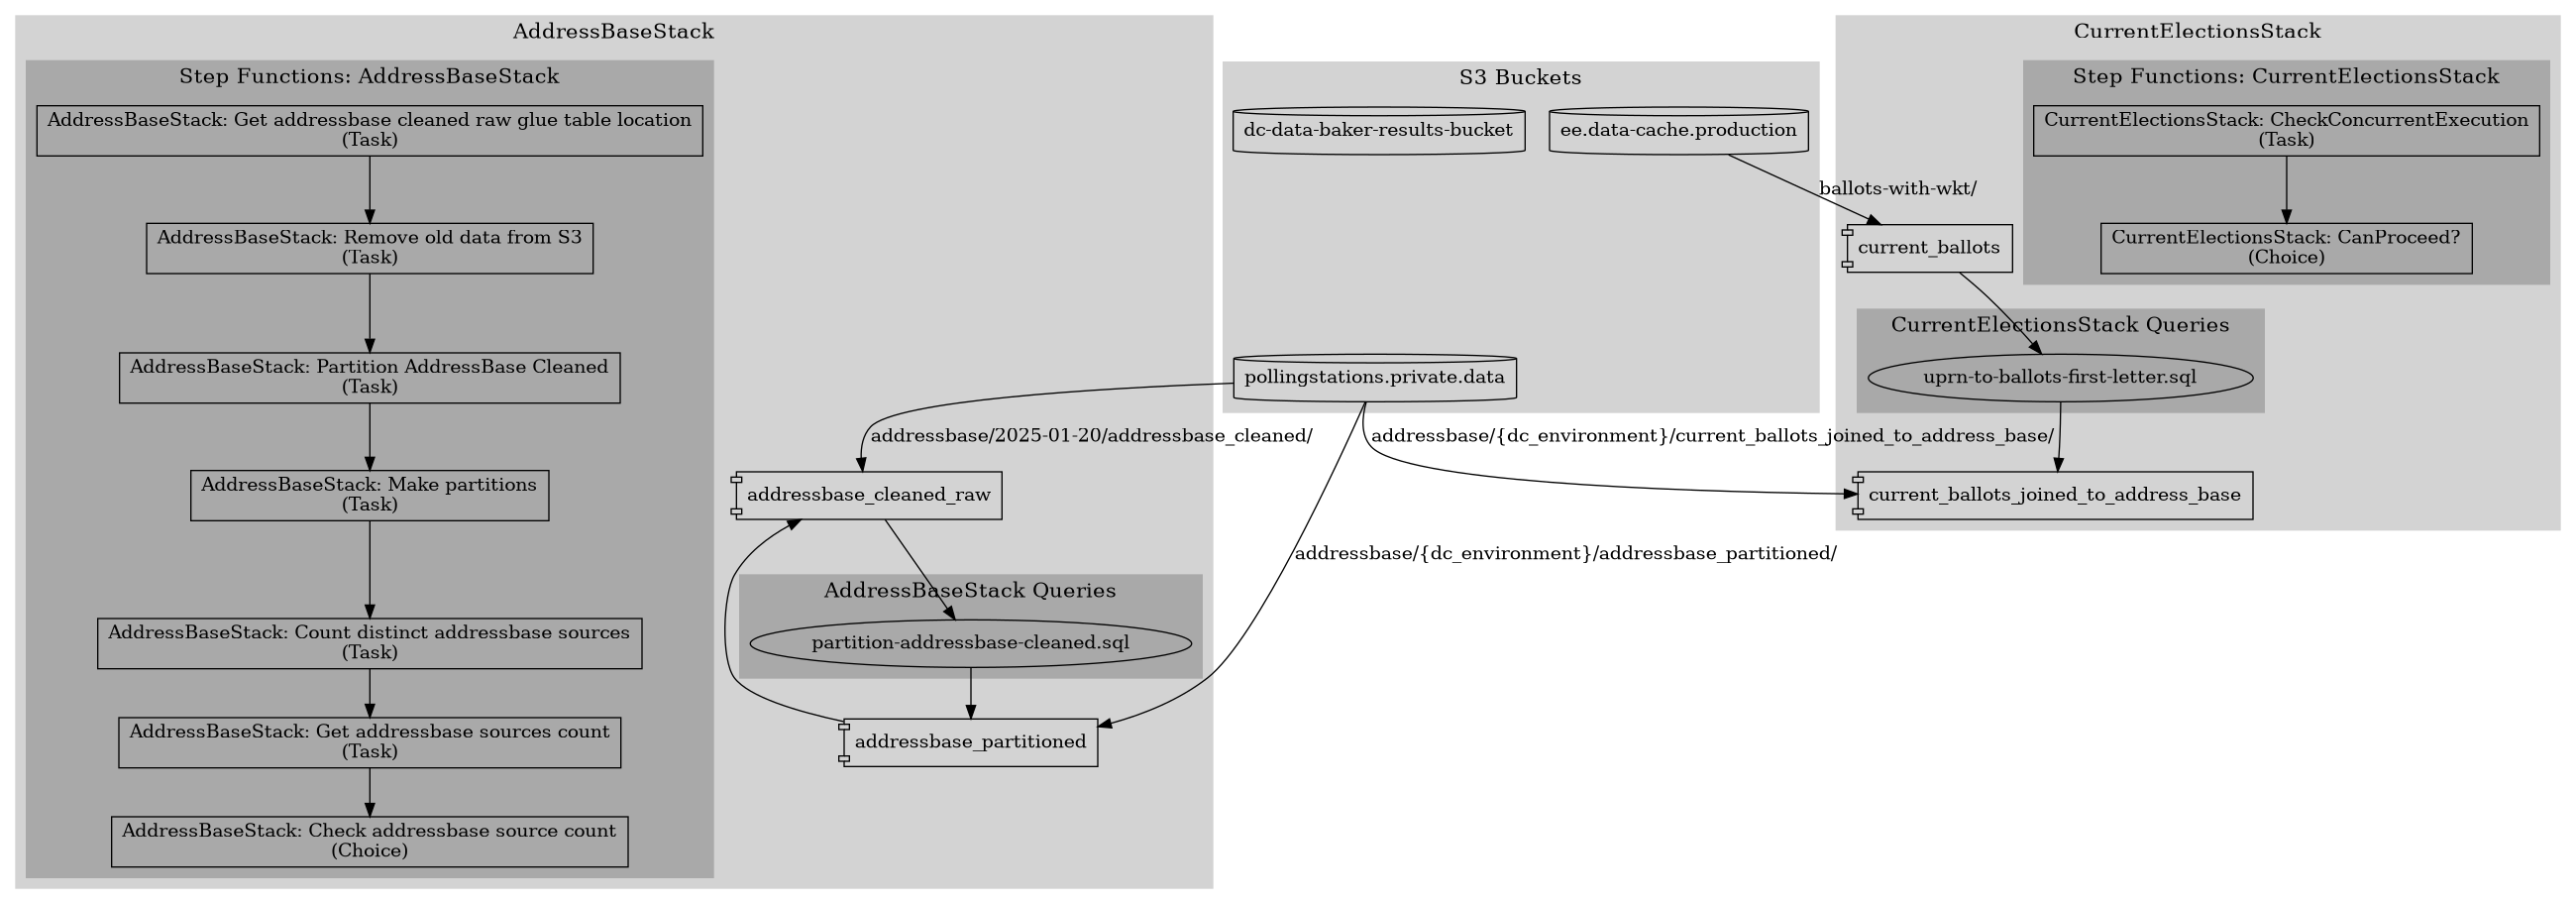 AddressBaseStack
Step Functions: AddressBaseStack
AddressBaseStack: Get addressbase cleaned raw glue table location
(Task)
AddressBaseStack: Remove old data from S3
(Task)
AddressBaseStack: Partition AddressBase Cleaned
(Task)
AddressBaseStack: Make partitions
(Task)
AddressBaseStack: Count distinct addressbase sources
(Task)
AddressBaseStack: Get addressbase sources count
(Task)
AddressBaseStack: Check addressbase source count
(Choice)
addressbase/2025-01-20/addressbase_cleaned/
addressbase_cleaned_raw
AddressBaseStack Queries
partition-addressbase-cleaned.sql
addressbase_partitioned
S3 Buckets
dc-data-baker-results-bucket
ee.data-cache.production
ballots-with-wkt/
pollingstations.private.data
addressbase/{dc_environment}/current_ballots_joined_to_address_base/
addressbase/{dc_environment}/addressbase_partitioned/
CurrentElectionsStack
Step Functions: CurrentElectionsStack
CurrentElectionsStack: CheckConcurrentExecution
(Task)
CurrentElectionsStack: CanProceed?
(Choice)
current_ballots
CurrentElectionsStack Queries
uprn-to-ballots-first-letter.sql
current_ballots_joined_to_address_base